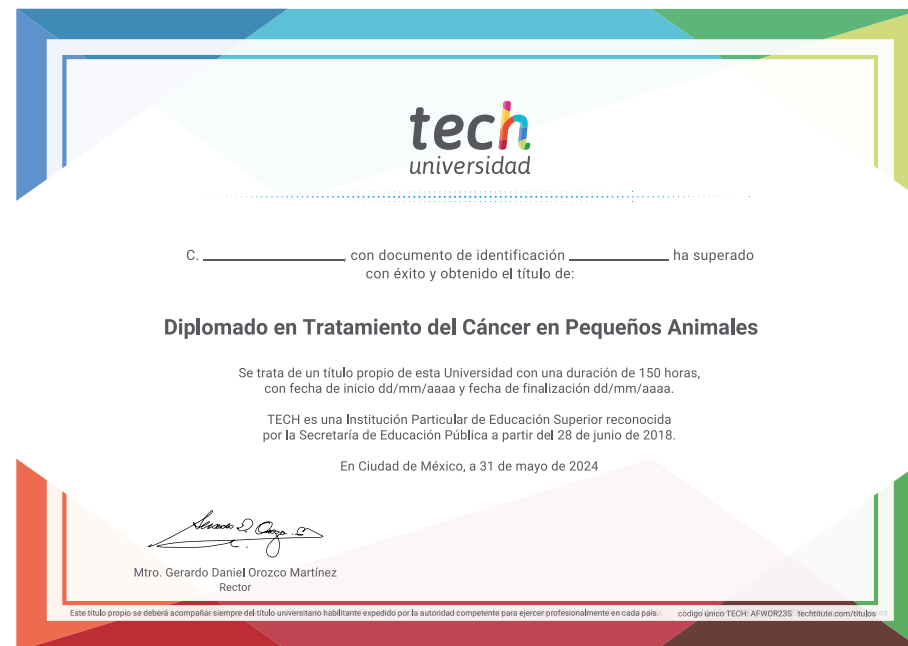 tech
universidad
C. ____________, con documento de identificación ____________ ha superado
con éxito y obtenido el título de:
Diplomado en Tratamiento del Cáncer en Pequeños Animales
Se trata de un título propio de esta Universidad con una duración de 150 horas,
con fecha de inicio dd/mm/aaaa y fecha de finalización dd/mm/aaaa.
TECH es una Institución Particular de Educación Superior reconocida
por la Secretaría de Educación Pública a partir del 28 de junio de 2018.
En Ciudad de México, a 31 de mayo de 2024
Mtro. Gerardo Daniel Orozco Martínez
Rector
Este título propio se deberá acompañar siempre del título universitario habilitante expedido por la autoridad competente para ejercer profesionalmente en cada país. código único TECH: AFWOR23S techtitute.com/titulos